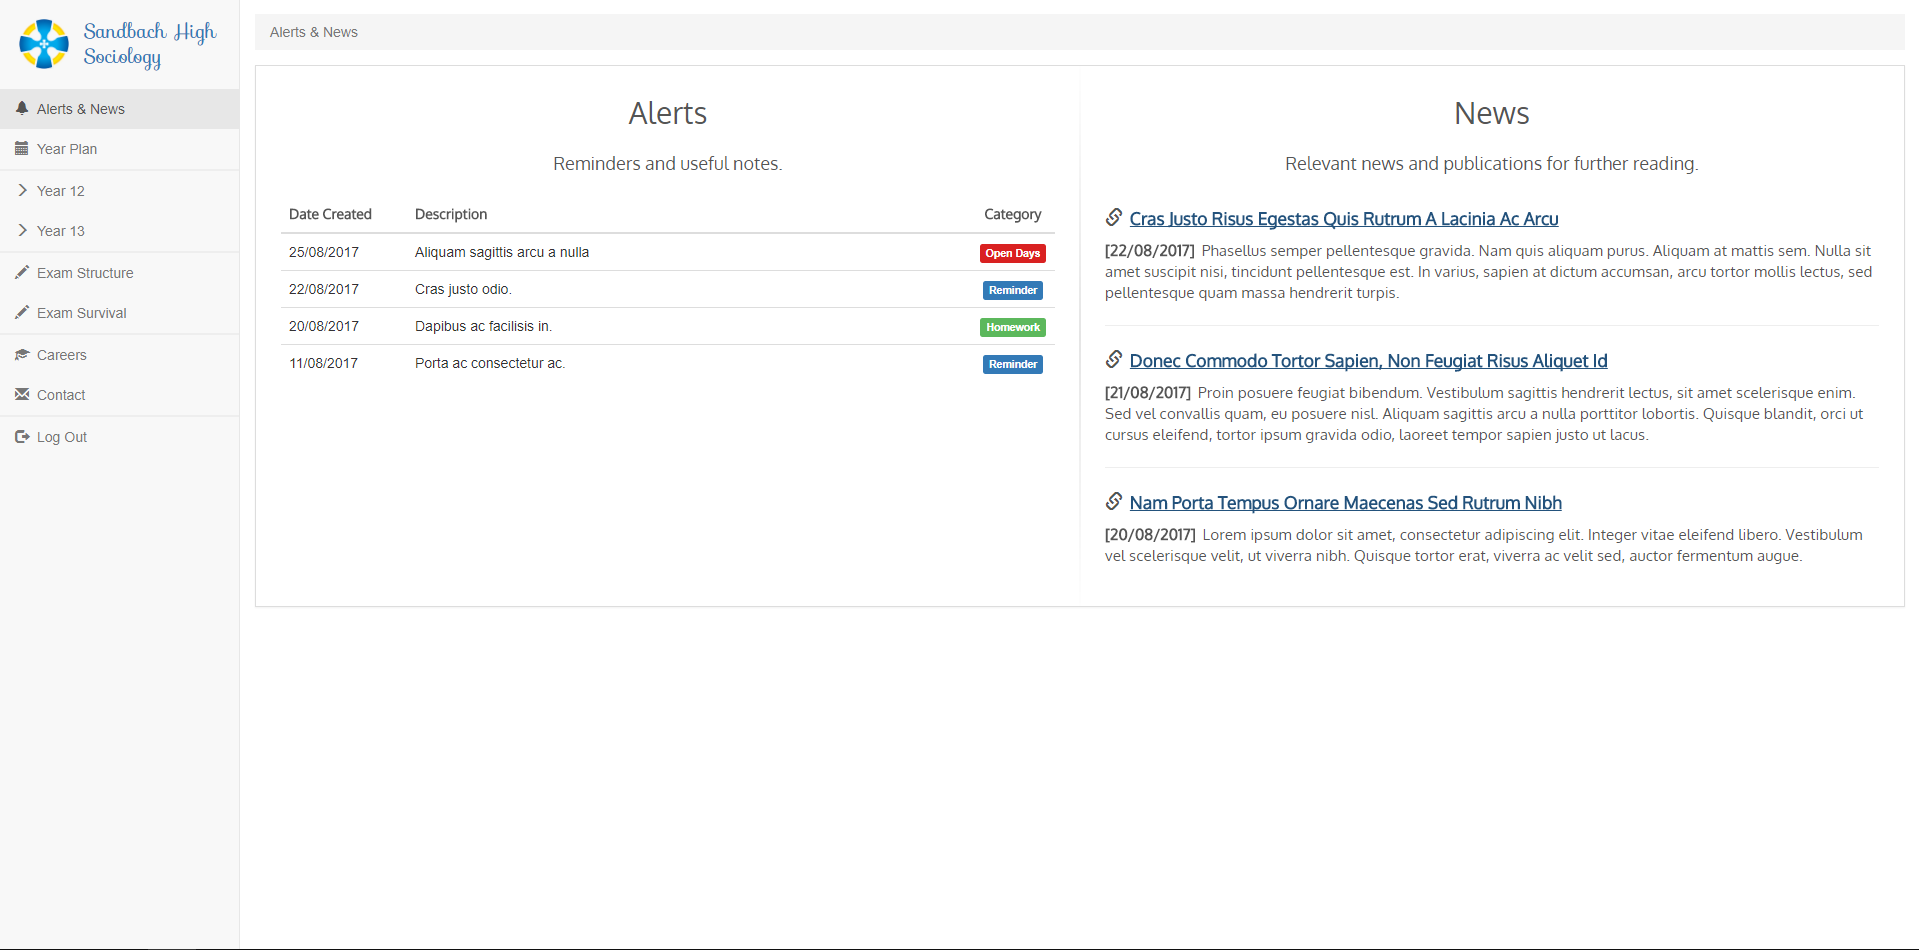 Sandbach High
Sociology
Alerts & News
Year Plan
Year 12
Year 13
Exam Structure
Exam Survival
Careers
Contact
Log Out
Alerts & News
Alerts
Reminders and useful notes.
Date Created Description Category
25/08/2017 Aliquam sagittis arcu a nulla Open Days
22/08/2017 Cras justo odio. Reminder
20/08/2017 Dapibus ac facilisis in. Homework
11/08/2017 Porta ac consectetur ac. Reminder
News
Relevant news and publications for further reading.
Cras Justo Risus Egestas Quis Rutrum A Lacinia Ac Arcu
[22/08/2017] Phasellus semper pellentesque gravida. Nam quis aliquam purus. Aliquam at mattis sem. Nulla sit
amet suscipit nisi, tincidunt pellentesque est. In varius, sapien at dictum accumsan, arcu tortor mollis lectus, sed
pellentesque quam massa hendrerit turpis.
Donec Commodo Tortor Sapien, Non Feugiat Risus Aliquet Id
[21/08/2017] Proin posuere feugiat bibendum. Vestibulum sagittis hendrerit lectus, sit amet scelerisque enim.
Sed vel convallis quam, eu posuere nisl. Aliquam sagittis arcu a nulla porttitor lobortis. Quisque blandit, orci ut
cursus eleifend, tortor ipsum gravida odio, laoreet tempor sapien justo ut lacus.
Nam Porta Tempus Ornare Maecenas Sed Rutrum Nibh
[20/08/2017] Lorem ipsum dolor sit amet, consectetur adipiscing elit. Integer vitae eleifend libero. Vestibulum
vel scelerisque velit, ut viverra nibh. Quisque tortor erat, viverra ac velit sed, auctor fermentum augue.